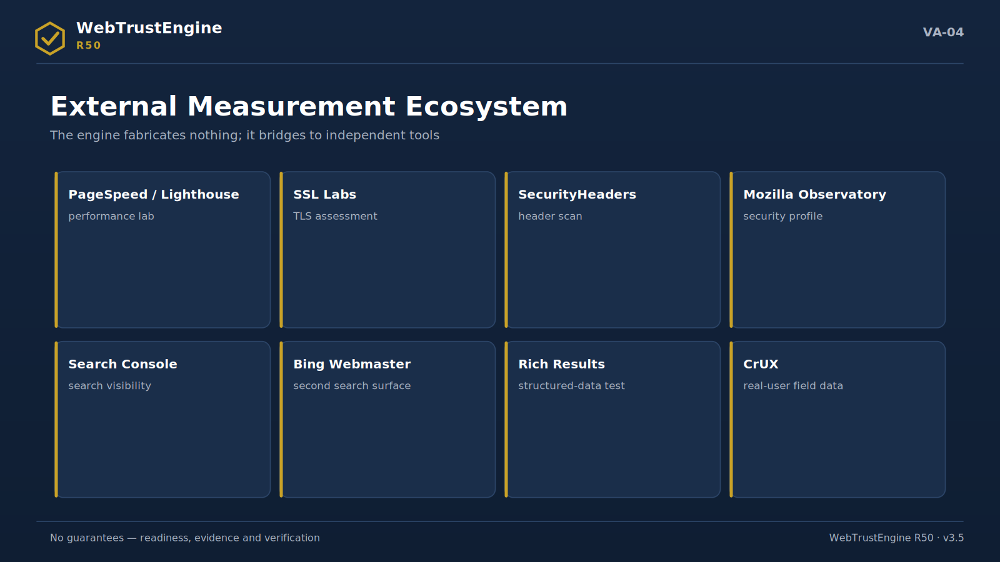 WebTrustEngine
R50
VA-04
External Measurement Ecosystem
The engine fabricates nothing; it bridges to independent tools
PageSpeed / Lighthouse
performance lab
SSL Labs
TLS assessment
SecurityHeaders
header scan
Mozilla Observatory
security profile
Search Console
search visibility
Bing Webmaster
second search surface
Rich Results
structured-data test
CrUX
real-user field data
No guarantees — readiness, evidence and verification
WebTrustEngine R50 · v3.5